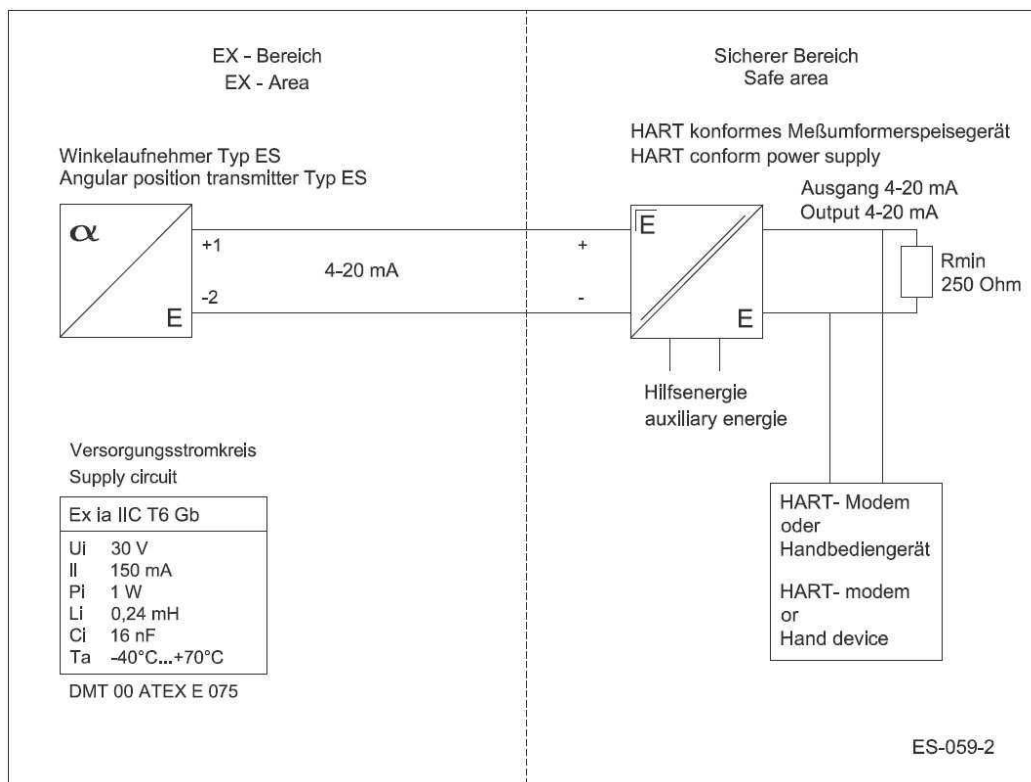 EX - Bereich
EX - Area
Sicherer Bereich
Safe area
Winkelaufnehmer Typ ES
Angular position transmitter Typ ES
HART konformes Meßumformerspeisegerät
HART conform power supply
Ausgang 4-20 mA
Output 4-20 mA
α
E
+1
-2
4-20 mA
+
-
E
E
Rmin
250 Ohm
Hilfsenergie
auxiliary energie
Versorgungsstromkreis
Supply circuit
Ex ia IIC T6 Gb
Ui 30 V
II 150 mA
Pi 1 W
Li 0,24 mH
Ci 16 nF
Ta -40°C...+70°C
DMT 00 ATEX E 075
HART- Modem
oder
Handbediengerät
HART- modem
or
Hand device
ES-059-2